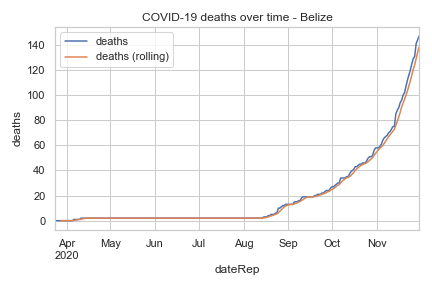 COVID-19 deaths over time - Belize
deaths
deaths (rolling)
deaths
140
120
100
80
60
40
20
0
Apr May Jun Jul Aug Sep Oct Nov
2020
dateRep